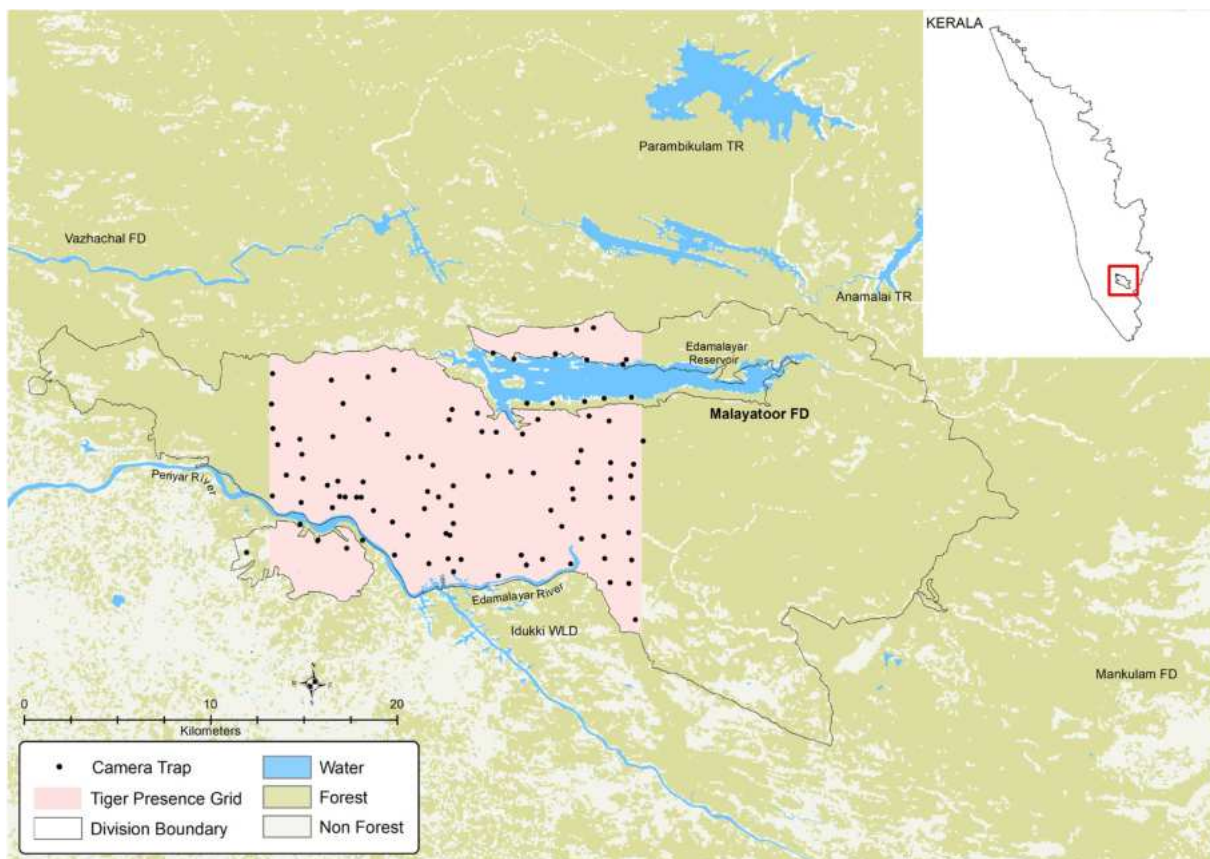 KERALA
Parambikulam TR
Vazhachal FD
Anamalai TR
Edamalayar
Reservoir
Malayatoor FD
Periyar River
Edamalayar River
Idukki WLD
Mankulam FD
N
0 10 20
Kilometers
Camera Trap
Tiger Presence Grid
Division Boundary
Water
Forest
Non Forest